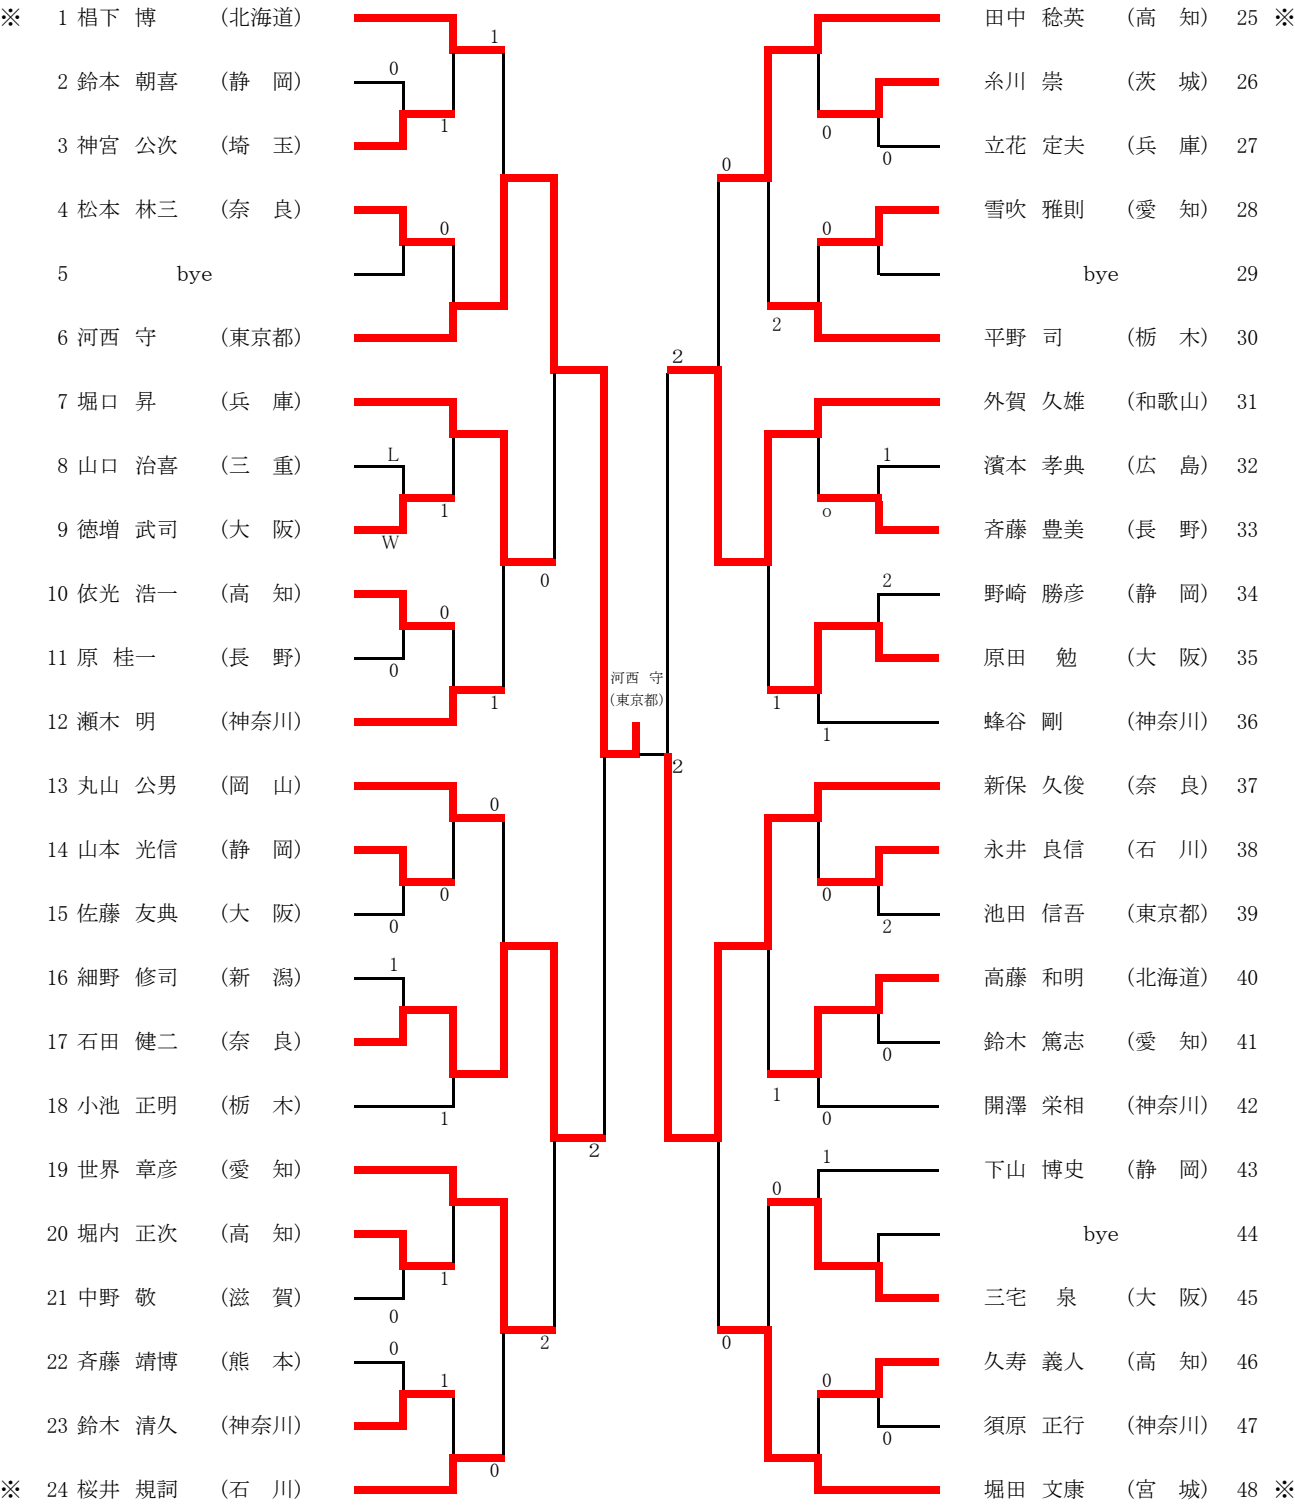 ※ 1 椙下 博 (北海道)
2 鈴本 朝喜 (静 岡)
3 神宮 公次 (埼 玉)
4 松本 林三 (奈 良)
5 bye
6 河西 守 (東京都)
7 堀口 昇 (兵 庫)
8 山口 治喜 (三 重)
9 徳増 武司 (大 阪)
10 依光 浩一 (高 知)
11 原 桂一 (長 野)
12 瀬木 明 (神奈川)
13 丸山 公男 (岡 山)
14 山本 光信 (静 岡)
15 佐藤 友典 (大 阪)
16 細野 修司 (新 潟)
17 石田 健二 (奈 良)
18 小池 正明 (栃 木)
19 世界 章彦 (愛 知)
20 堀内 正次 (高 知)
21 中野 敬 (滋 賀)
22 斉藤 靖博 (熊 本)
23 鈴木 清久 (神奈川)
※ 24 桜井 規詞 (石 川)
1
0
1
0
L
1
W
0
0
0
1
0
0
0
1
1
2
1
0
2
0
1
0
河西 守
(東京都)
2
2
0
0
0
0
2
1
o
2
1
1
0
2
0
1
0
1
0
0
0
0
田中 稔英 (高 知) 25 ※
糸川 崇 (茨 城) 26
立花 定夫 (兵 庫) 27
雪吹 雅則 (愛 知) 28
bye 29
平野 司 (栃 木) 30
外賀 久雄 (和歌山) 31
濱本 孝典 (広 島) 32
斉藤 豊美 (長 野) 33
野崎 勝彦 (静 岡) 34
原田 勉 (大 阪) 35
蜂谷 剛 (神奈川) 36
新保 久俊 (奈 良) 37
永井 良信 (石 川) 38
池田 信吾 (東京都) 39
高藤 和明 (北海道) 40
鈴木 篤志 (愛 知) 41
開澤 栄相 (神奈川) 42
下山 博史 (静 岡) 43
bye 44
三宅 泉 (大 阪) 45
久寿 義人 (高 知) 46
須原 正行 (神奈川) 47
堀田 文康 (宮 城) 48 ※